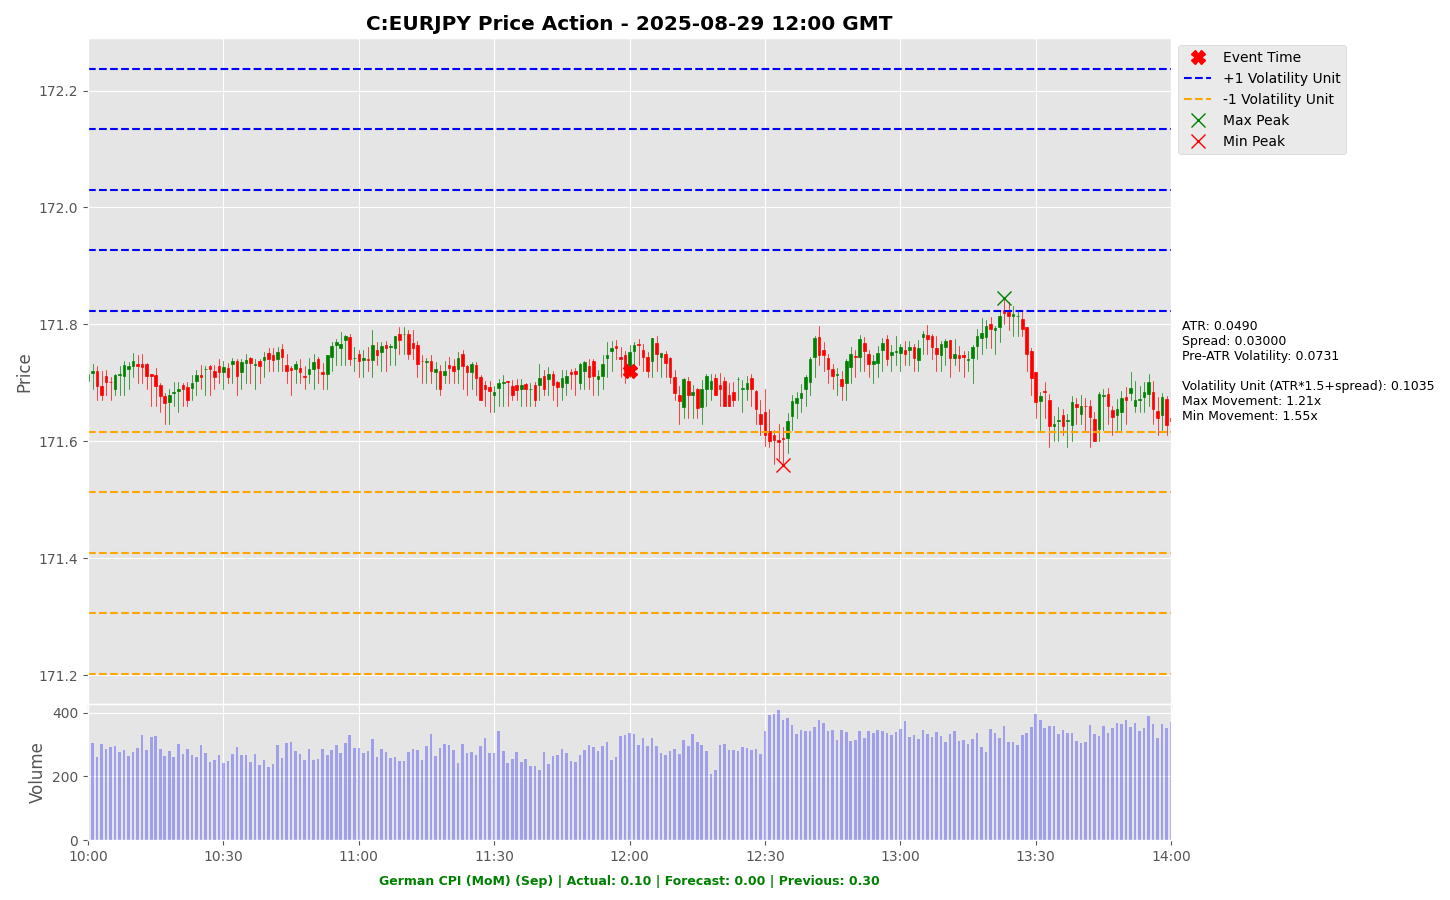 C:EURJPY Price Action - 2025-08-29 12:00 GMT
Event Time
+1 Volatility Unit
-1 Volatility Unit
Max Peak
Min Peak
Price
172.2
172.0
171.8
171.6
171.4
171.2
ATR: 0.0490
Spread: 0.03000
Pre-ATR Volatility: 0.0731
Volatility Unit (ATR*1.5+spread): 0.1035
Max Movement: 1.21x
Min Movement: 1.55x
Volume
400
200
0
10:00 10:30 11:00 11:30 12:00 12:30 13:00 13:30 14:00
German CPI (MoM) (Sep) | Actual: 0.10 | Forecast: 0.00 | Previous: 0.30